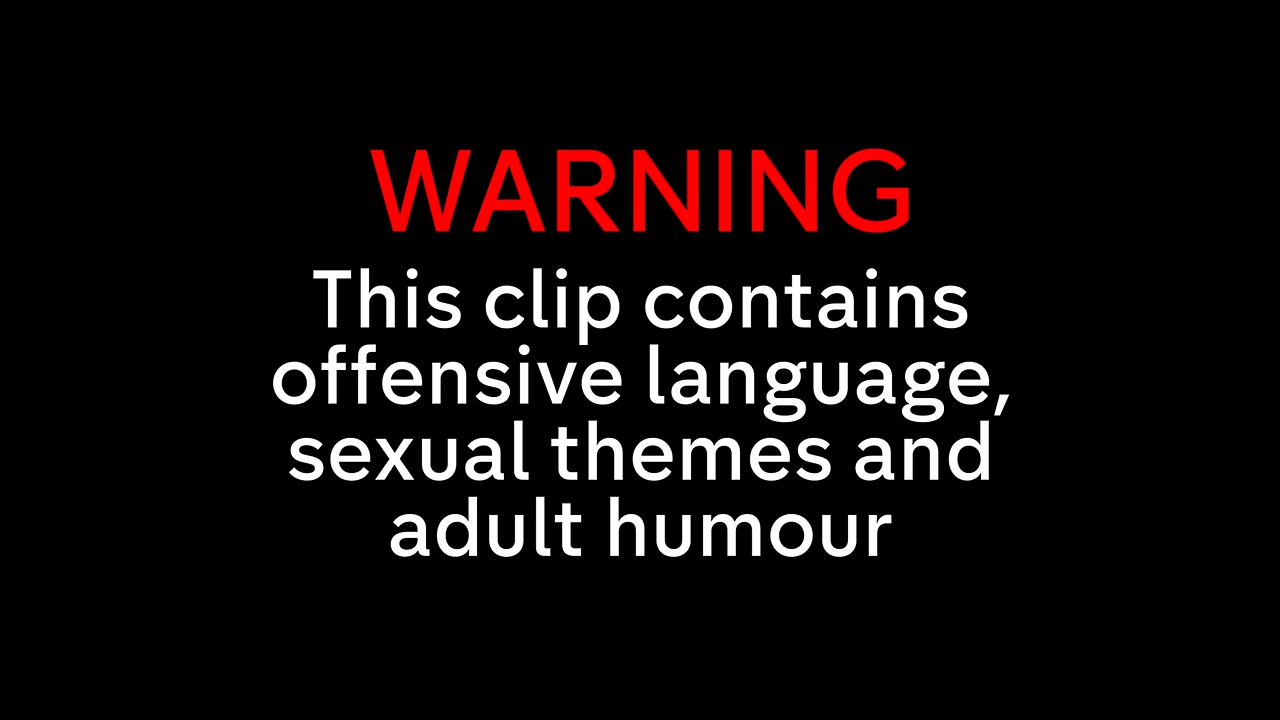 WARNING
This clip contains
offensive language,
sexual themes and
adult humour